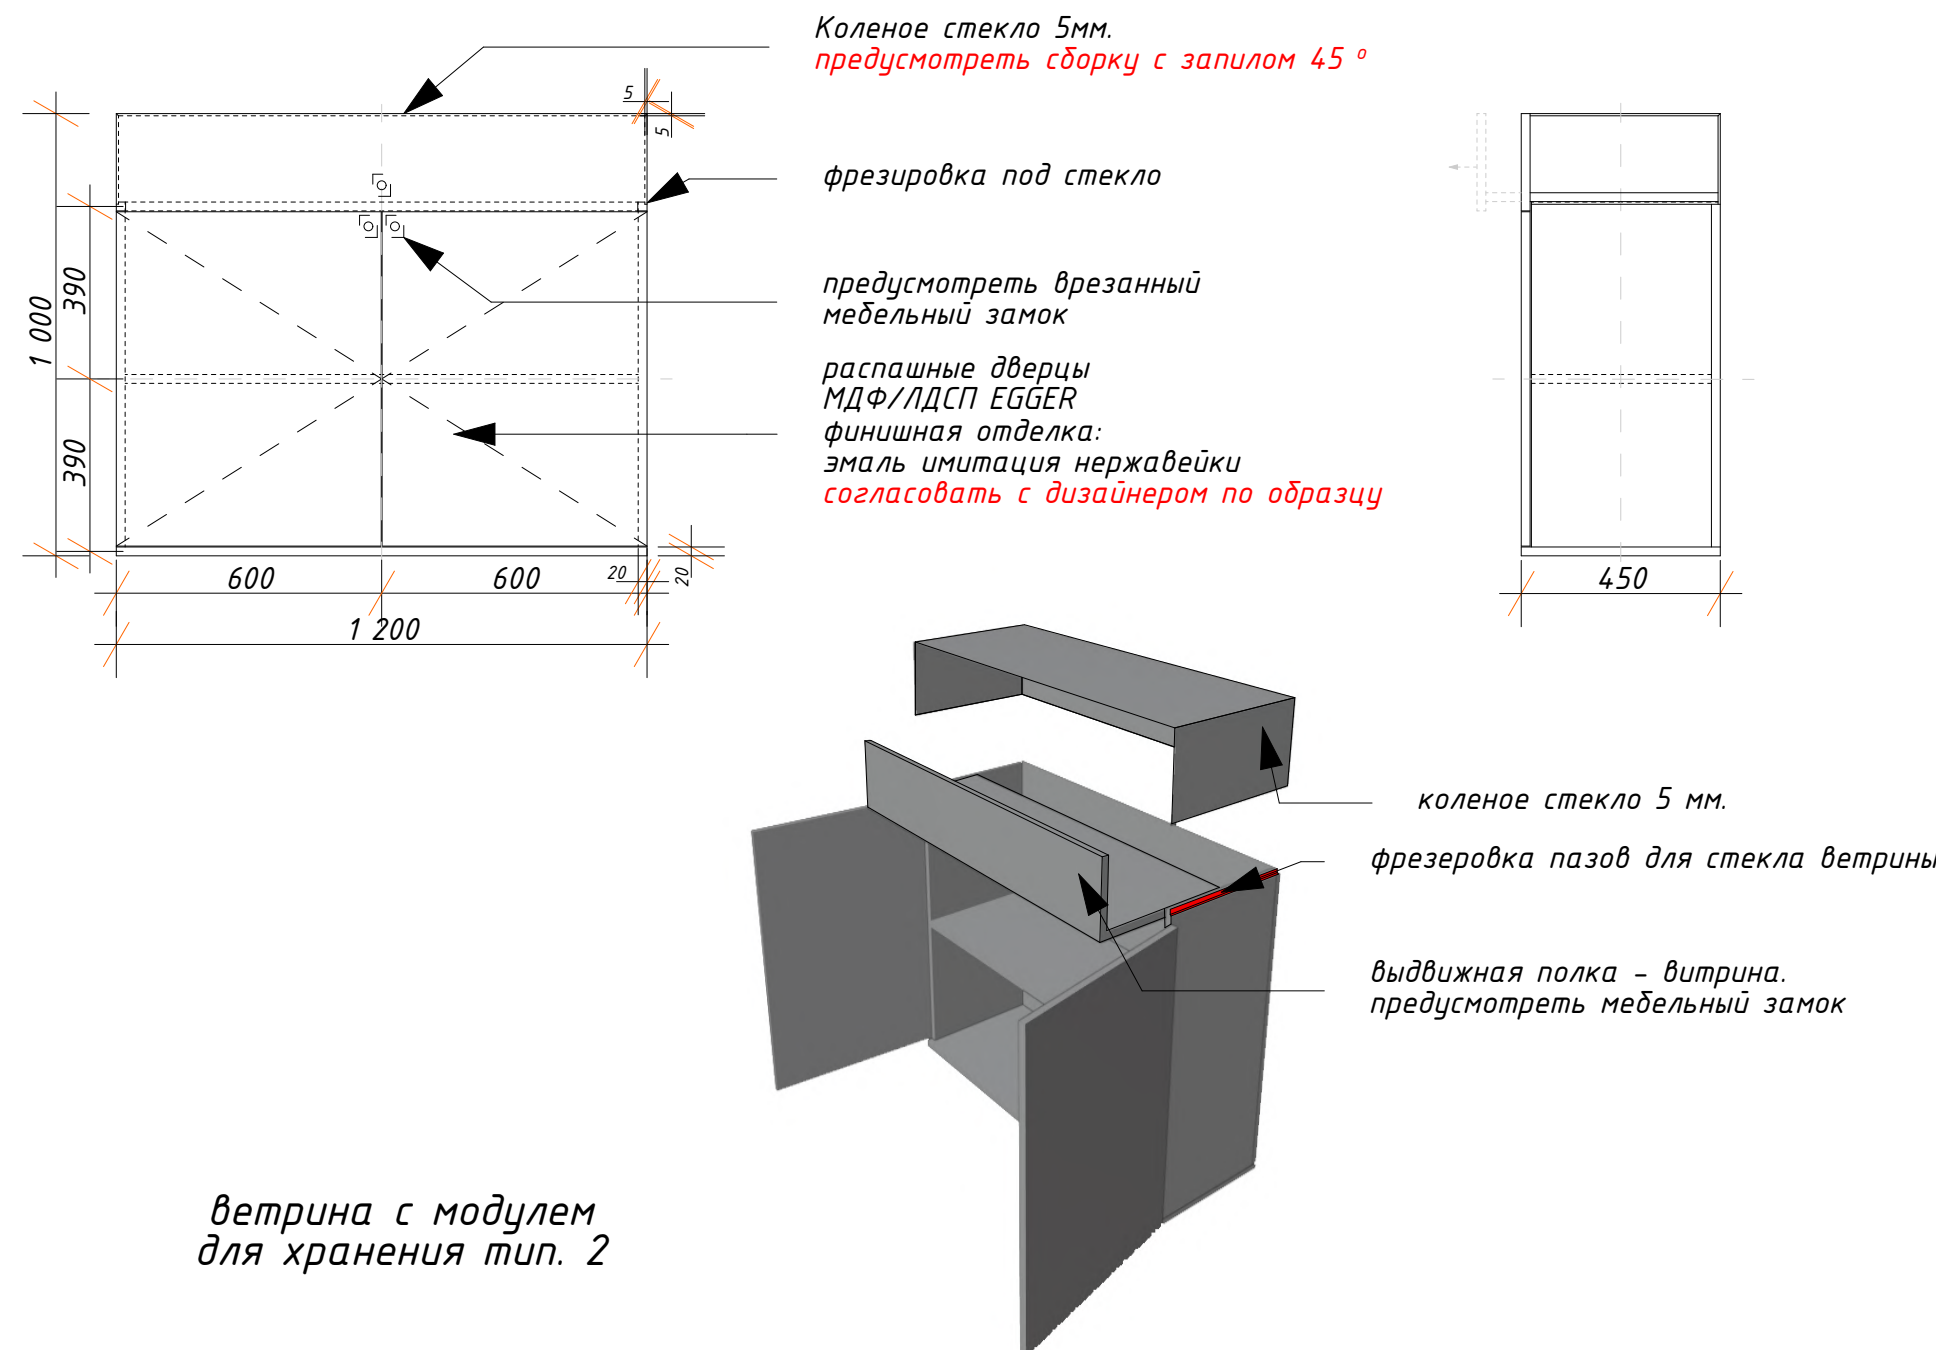 Коленое стекло 5мм.
предусмотреть сборку с запилом 45 °
5
5
фрезировка под стекло
предусмотреть врезанный
мебельный замок
распашные дверцы
МДФ/ЛДСП EGGER
финишная отделка:
эмаль имитация нержавейки
согласовать с дизайнером по образцу
1 000
390
390
600
600
20
20
1 200
450
коленое стекло 5 мм.
фрезеровка пазов для стекла ветрины
выдвижная полка - витрина.
предусмотреть мебельный замок
ветрина с модулем
для хранения тип. 2